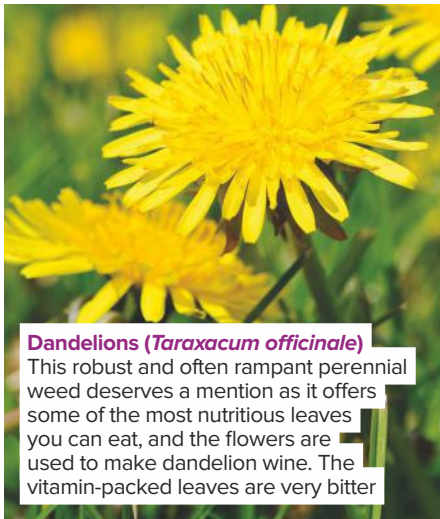 Dandelions (Taraxacum officinale)
This robust and often rampant perennial
weed deserves a mention as it offers
some of the most nutritious leaves
you can eat, and the flowers are
used to make dandelion wine. The
vitamin-packed leaves are very bitter